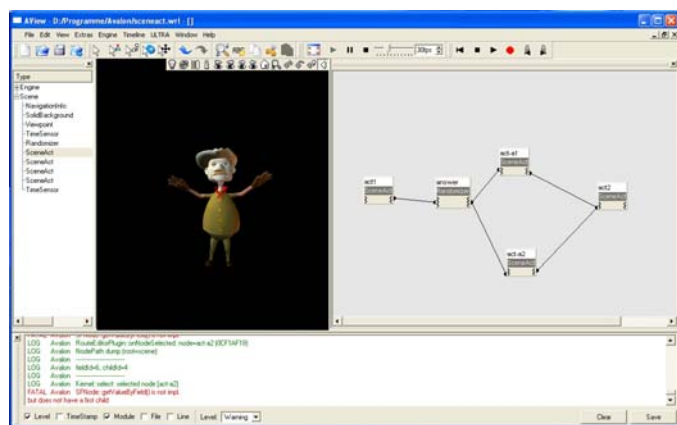 AView - D:/Programme/Avalon/sceneact.wrl - []
File Edit View Extras Engine Timeline ULTRA Window Help
30fps
Type
Engine
Scene
NavigationInfo
SolidBackground
Viewpoint
TimeSensor
Randomizer
SceneAct
SceneAct
SceneAct
SceneAct
TimeSensor
act1
SceneAct
answer
Randomizer
act-a1
SceneAct
act-a2
SceneAct
act2
SceneAct
LOG Avalon RouteEditorPlugin: onNodeSelected: node=act-a2
LOG Avalon NodePath dump (root=scene)
LOG Avalon --------------------
LOG Avalon fieldId=6, childId=4
LOG Avalon --------------------
LOG Avalon Kernel: select: selected node [act-a2]
FATAL Avalon SFNode::getValueByField() is not impl.
but does not have a first child
Level TimeStamp Module File Line Level: Warning Clear Save